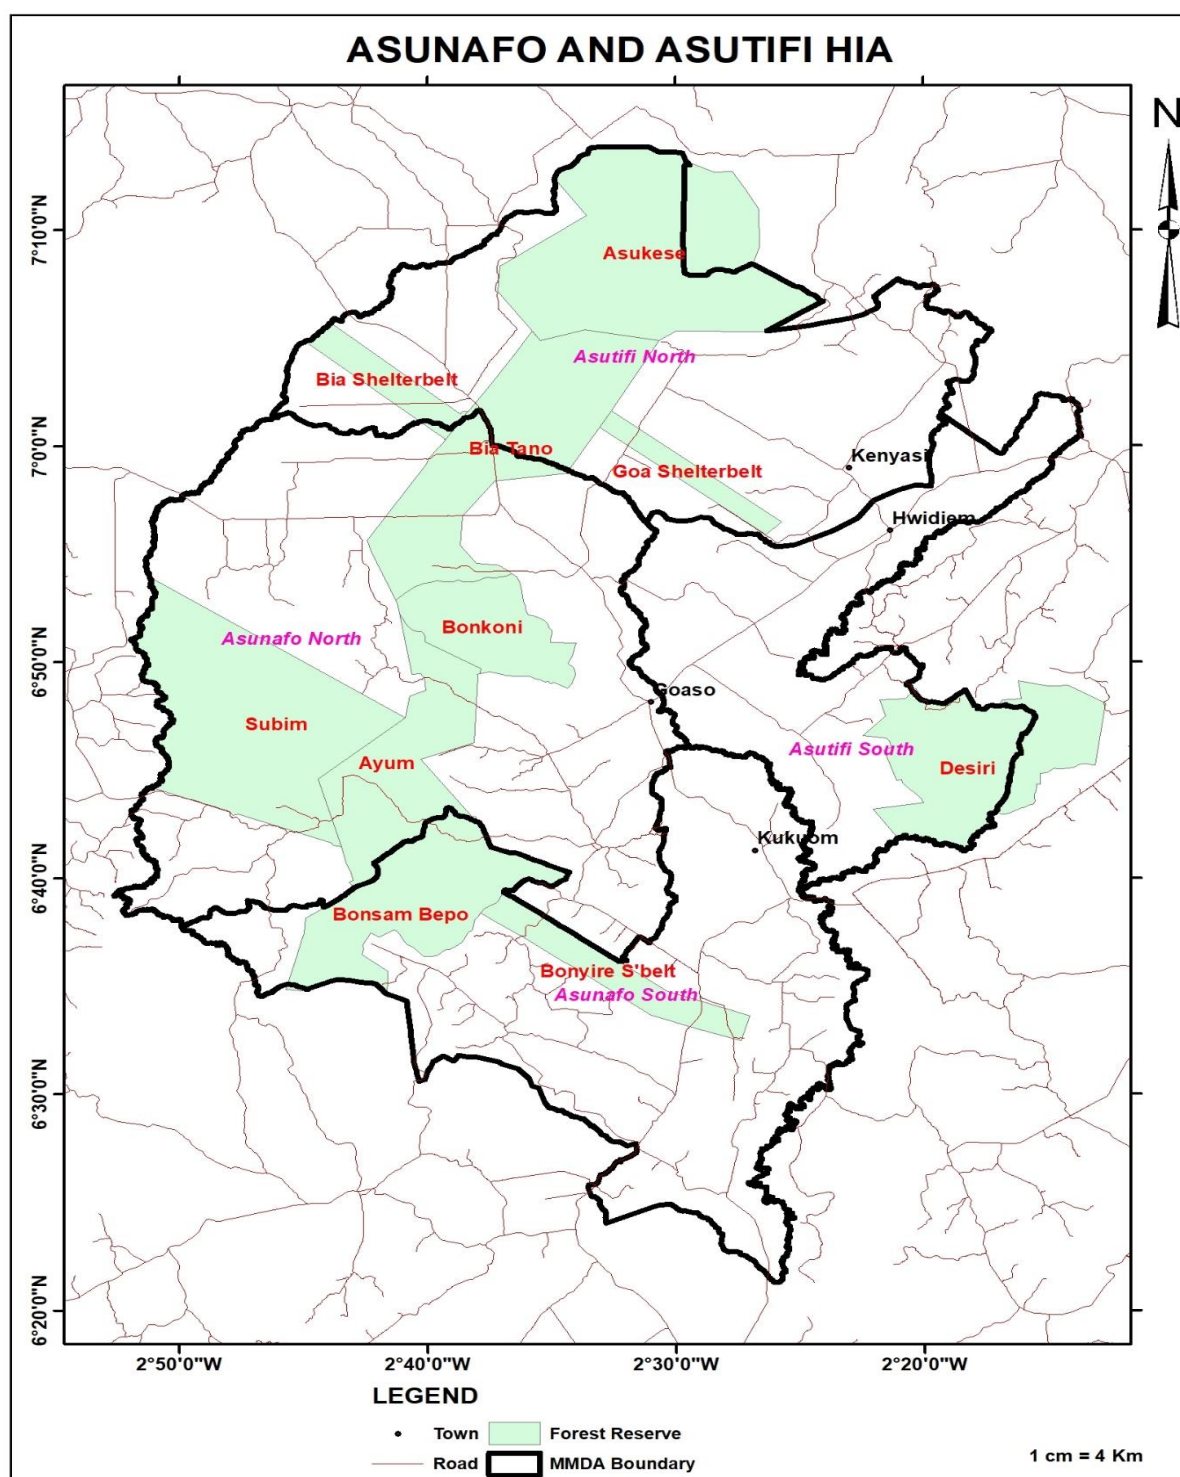 ASUNAFO AND ASUTIFI HIA
N
7°10'0"N
7°0'0"N
6°50'0"N
6°40'0"N
6°30'0"N
6°20'0"N
Asukese
Asutifi North
Bia Shelterbelt
Bia Tano
Kenyasi
Goa Shelterbelt
Hwidiem
Bonkoni
Asunafo North
Goaso
Subim
Asutifi South
Ayum
Desiri
Kukuom
Bonsam Bepo
Bonyire S'belt
Asunafo South
2°50'0"W 2°40'0"W 2°30'0"W 2°20'0"W
LEGEND
Town Forest Reserve
Road MMDA Boundary
1 cm = 4 Km